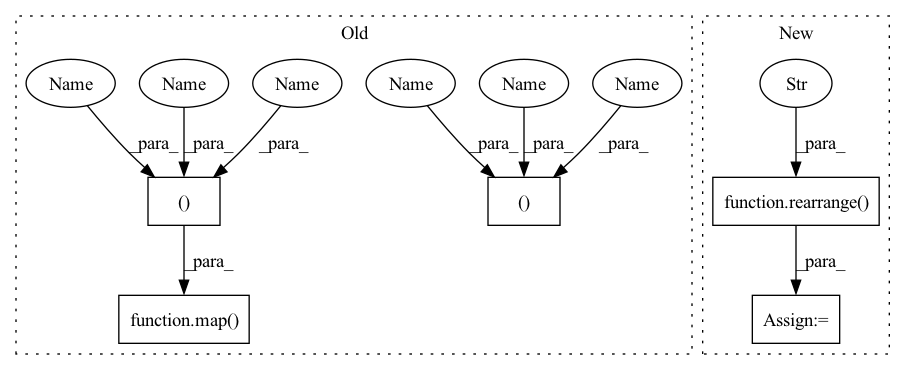 Old
New
Name Name Name Name Name Name Str
_para_ _para_ _para_ _para_ _para_ _para_ _para_
() () function.rearrange()
_para_ _para_
function.map() Assign:=